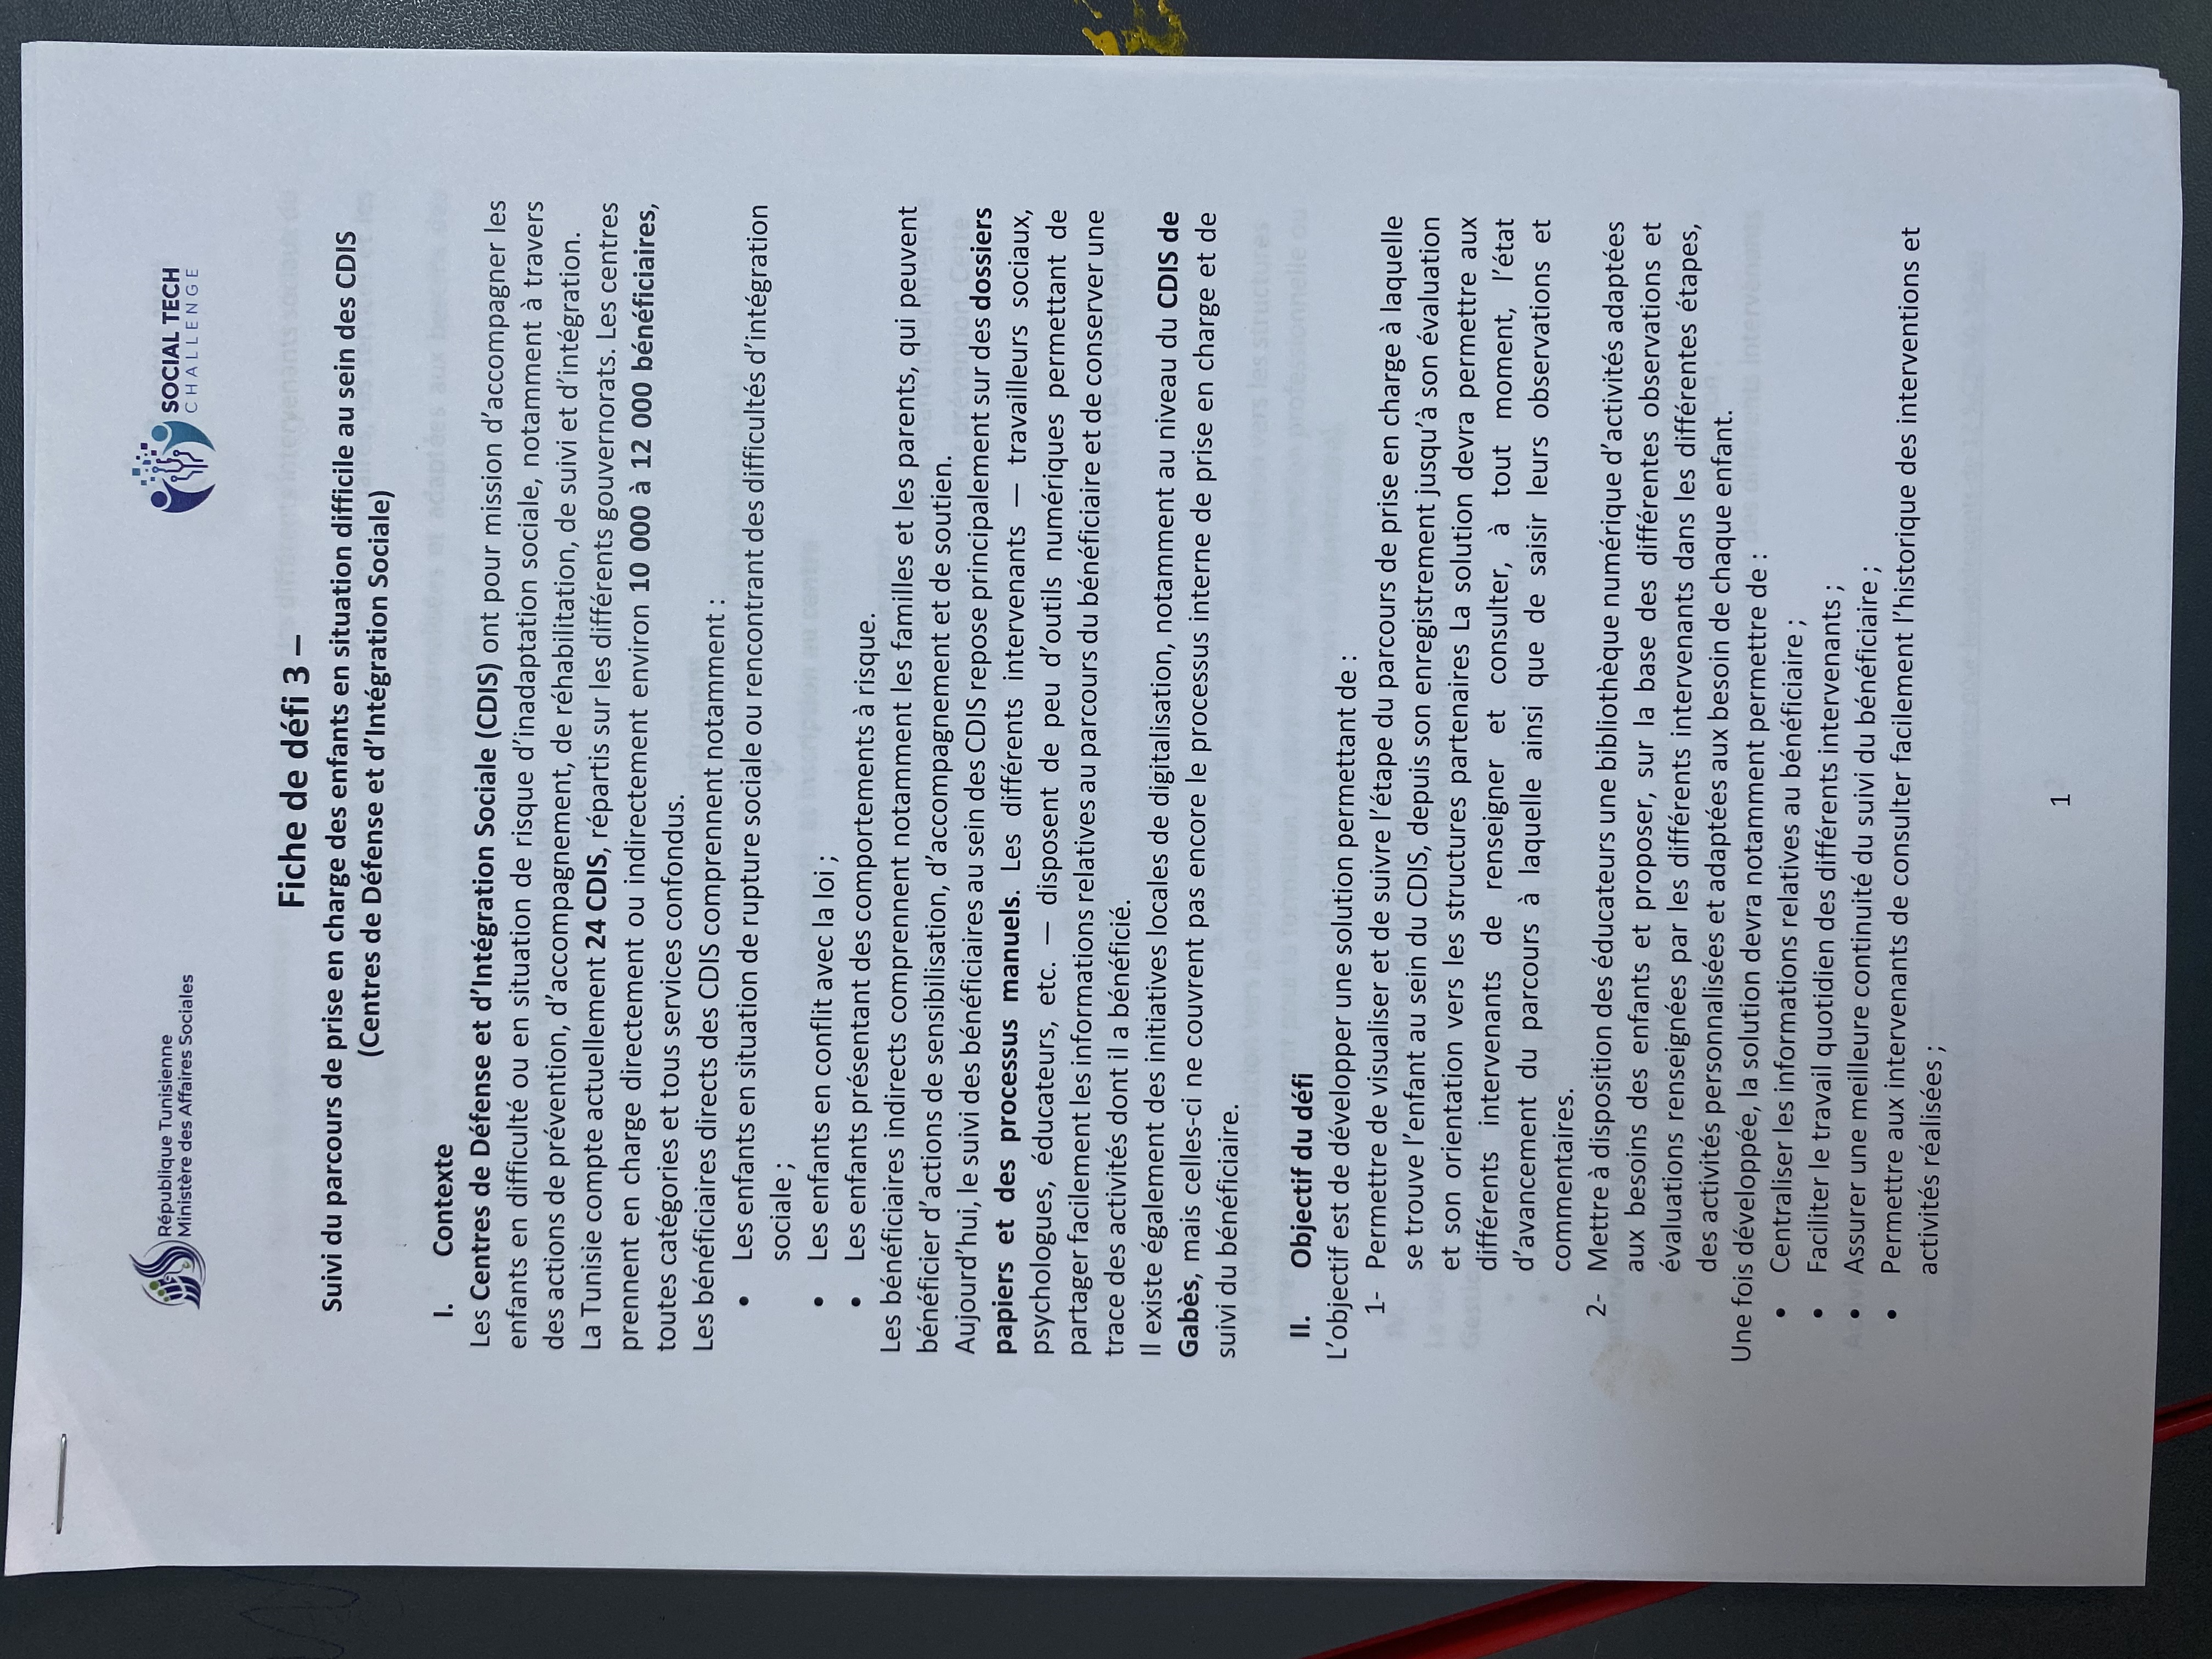 République Tunisienne
Ministère des Affaires Sociales
SOCIAL TECH
CHALLENGE
Fiche de défi 3 –
Suivi du parcours de prise en charge des enfants en situation difficile au sein des CDIS
(Centres de Défense et d'Intégration Sociale)
I. Contexte
Les Centres de Défense et d'Intégration Sociale (CDIS) ont pour mission d'accompagner les
enfants en difficulté ou en situation de risque d'inadaptation sociale, notamment à travers
des actions de prévention, d'accompagnement, de réhabilitation, de suivi et d'intégration.
La Tunisie compte actuellement 24 CDIS, répartis sur les différents gouvernorats. Les centres
prennent en charge directement ou indirectement environ 10 000 à 12 000 bénéficiaires,
toutes catégories et tous services confondus.
Les bénéficiaires directs des CDIS comprennent notamment :
• Les enfants en situation de rupture sociale ou rencontrant des difficultés d'intégration
sociale ;
• Les enfants en conflit avec la loi ;
• Les enfants présentant des comportements à risque.
Les bénéficiaires indirects comprennent notamment les familles et les parents, qui peuvent
bénéficier d'actions de sensibilisation, d'accompagnement et de soutien.
Aujourd'hui, le suivi des bénéficiaires au sein des CDIS repose principalement sur des dossiers
papiers et des processus manuels. Les différents intervenants — travailleurs sociaux,
psychologues, éducateurs, etc. — disposent de peu d'outils numériques permettant de
partager facilement les informations relatives au parcours du bénéficiaire et de conserver une
trace des activités dont il a bénéficié.
Il existe également des initiatives locales de digitalisation, notamment au niveau du CDIS de
Gabès, mais celles-ci ne couvrent pas encore le processus interne de prise en charge et de
suivi du bénéficiaire.
II. Objectif du défi
L'objectif est de développer une solution permettant de :
1- Permettre de visualiser et de suivre l'étape du parcours de prise en charge à laquelle
se trouve l'enfant au sein du CDIS, depuis son enregistrement jusqu'à son évaluation
et son orientation vers les structures partenaires La solution devra permettre aux
différents intervenants de renseigner et consulter, à tout moment, l'état
d'avancement du parcours à laquelle ainsi que de saisir leurs observations et
commentaires.
2- Mettre à disposition des éducateurs une bibliothèque numérique d'activités adaptées
aux besoins des enfants et proposer, sur la base des différentes observations et
évaluations renseignées par les différents intervenants dans les différentes étapes,
des activités personnalisées et adaptées aux besoin de chaque enfant.
Une fois développée, la solution devra notamment permettre de :
• Centraliser les informations relatives au bénéficiaire ;
• Faciliter le travail quotidien des différents intervenants ;
• Assurer une meilleure continuité du suivi du bénéficiaire ;
• Permettre aux intervenants de consulter facilement l'historique des interventions et
activités réalisées ;
1